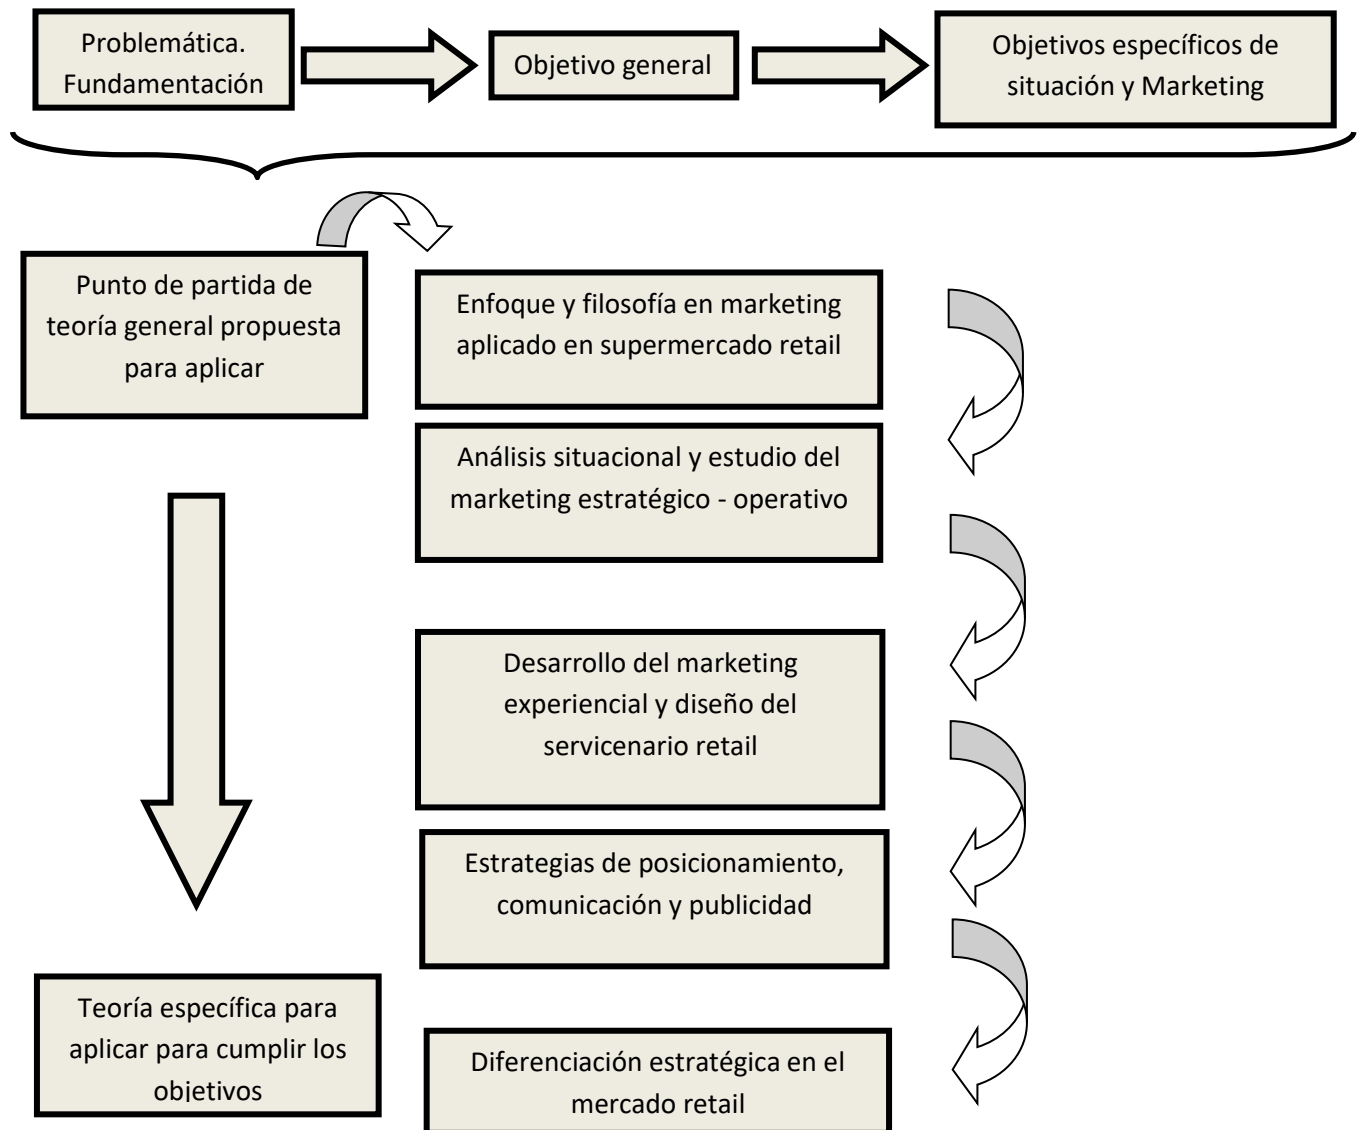 Problemática.
Fundamentación
Objetivo general
Objetivos específicos de
situación y Marketing
Punto de partida de
teoría general propuesta
para aplicar
Enfoque y filosofía en marketing
aplicado en supermercado retail
Análisis situacional y estudio del
marketing estratégico - operativo
Desarrollo del marketing
experiencial y diseño del
servicenario retail
Estrategias de posicionamiento,
comunicación y publicidad
Teoría específica para
aplicar para cumplir los
objetivos
Diferenciación estratégica en el
mercado retail